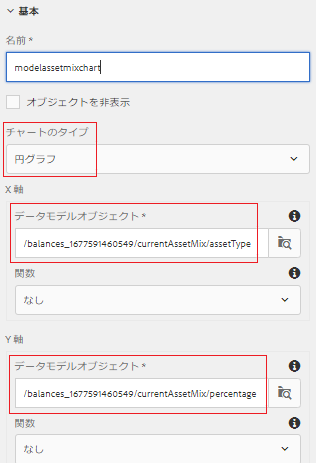 基本
名前 *
modelassetmixchart
オブジェクトを非表示
チャートのタイプ
円グラフ
X 軸
データモデルオブジェクト *
/balances_1677591460549/currentAssetMix/assetType
関数
なし
Y 軸
データモデルオブジェクト *
/balances_1677591460549/currentAssetMix/percentage
関数
なし